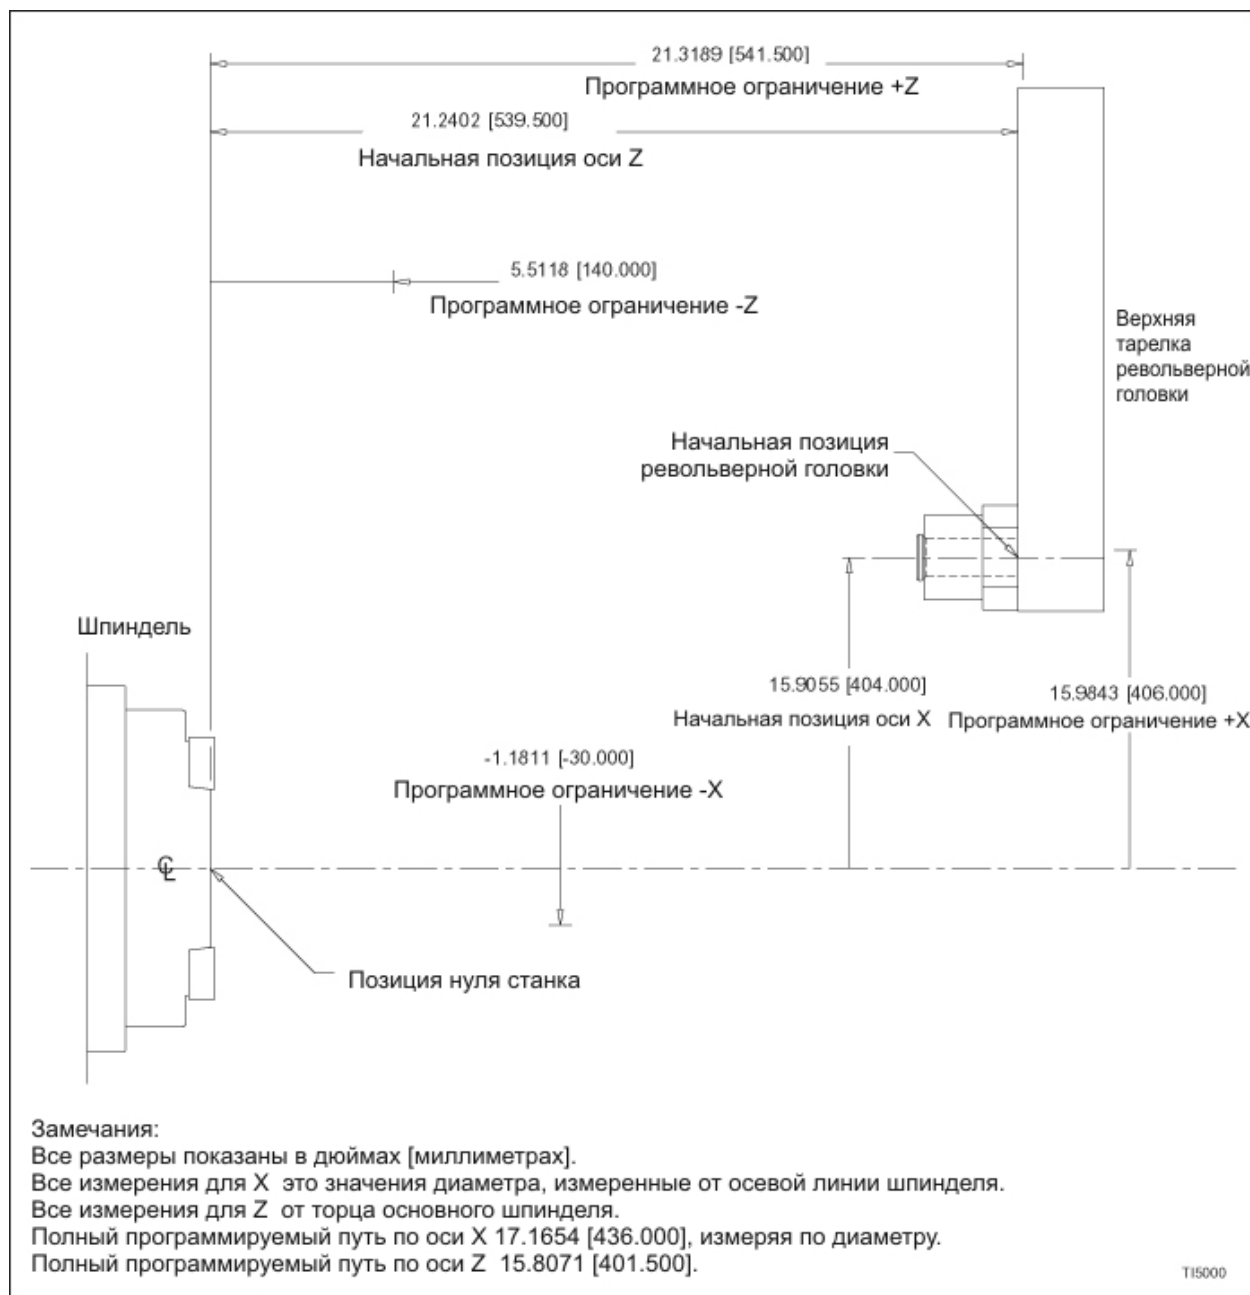 21.3189 [541.500]
Программное ограничение +Z
21.2402 [539.500]
Начальная позиция оси Z
5.5118 [140.000]
Программное ограничение -Z
Верхняя
тарелка
револьверной
головки
Начальная позиция
револьверной головки
Шпиндель
15.9055 [404.000]
Начальная позиция оси X
15.9843 [406.000]
Программное ограничение +X
-1.1811 [-30.000]
Программное ограничение -X
℄
Позиция нуля станка
Замечания:
Все размеры показаны в дюймах [миллиметрах].
Все измерения для X это значения диаметра, измеренные от осевой линии шпинделя.
Все измерения для Z от торца основного шпинделя.
Полный программируемый путь по оси X 17.1654 [436.000], измеряя по диаметру.
Полный программируемый путь по оси Z 15.8071 [401.500].
TI5000